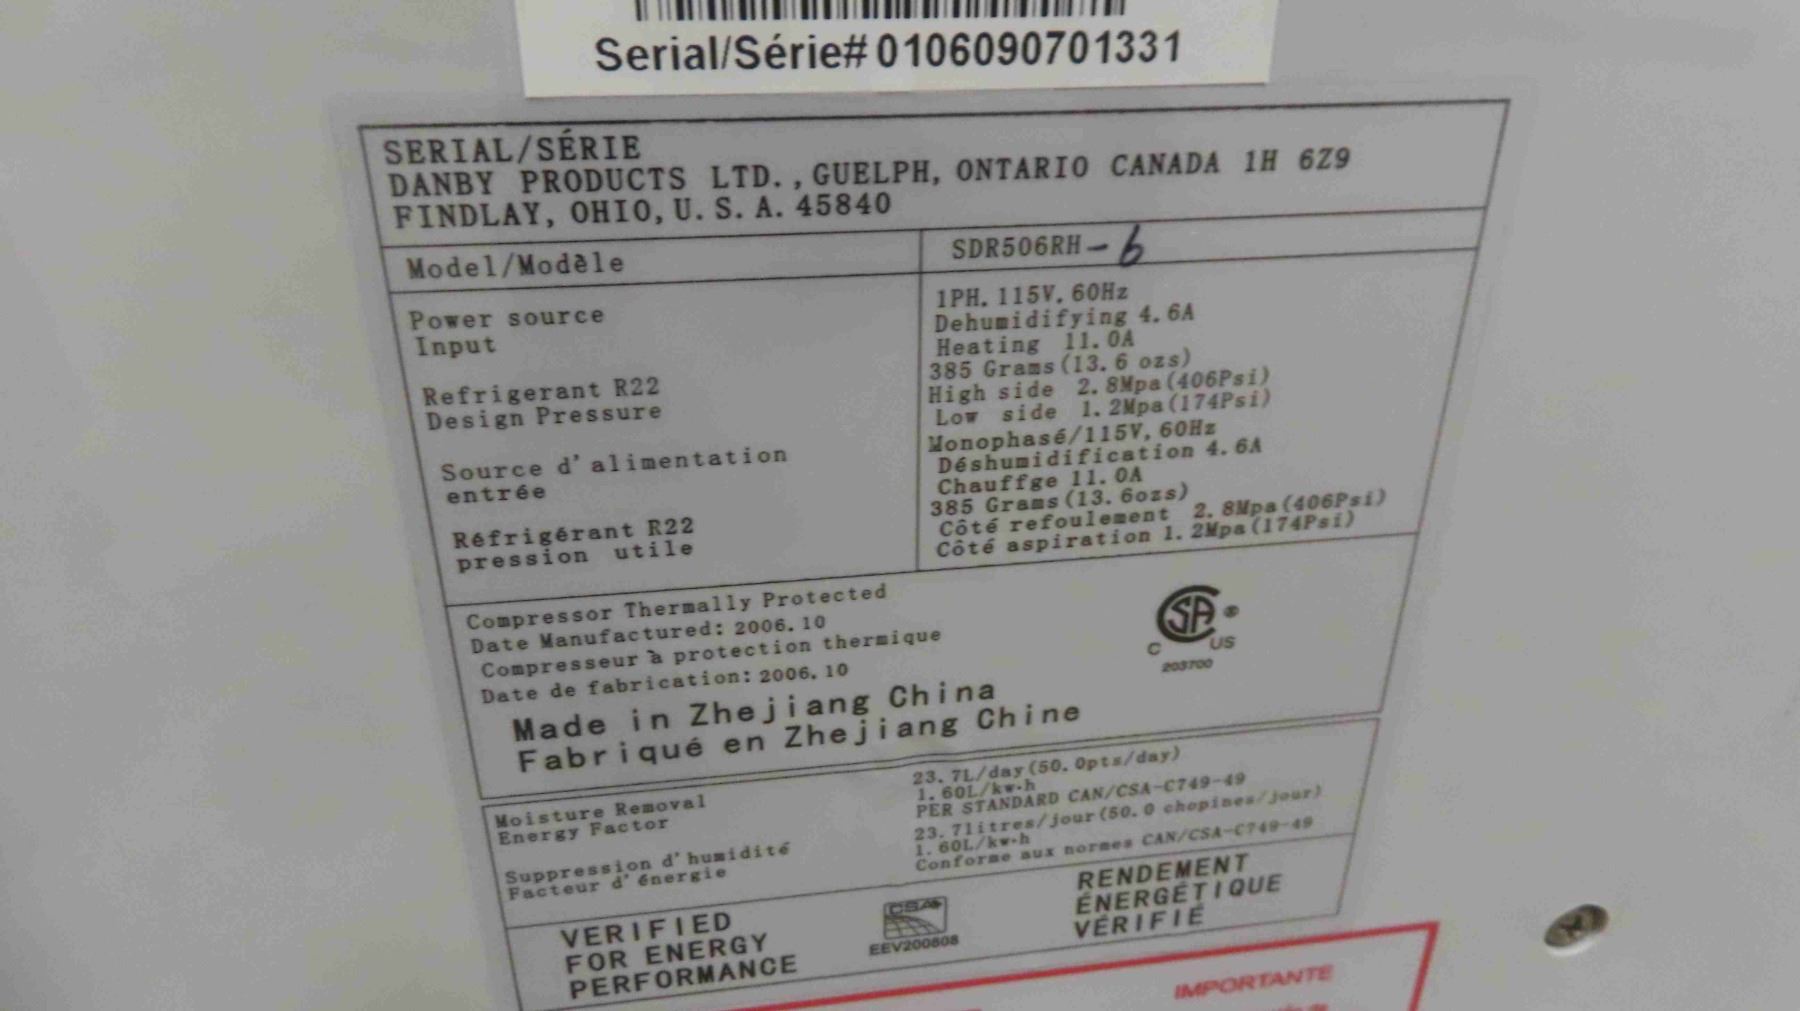 Serial/Série# 0106090701331
SERIAL/SÉRIE
DANBY PRODUCTS LTD., GUELPH, ONTARIO CANADA 1H 6Z9
FINDLAY, OHIO, U. S. A. 45840
Model/Modèle SDR506RH-6
Power source 1PH. 115V, 60Hz
Input Dehumidifying 4.6A
Heating 11.0A
Refrigerant R22 385 Grams (13.6 ozs)
Design Pressure High side 2.8Mpa (406Psi)
Low side 1.2Mpa (174Psi)
Source d'alimentation Monophasé/115V, 60Hz
entrée Déshumidification 4.6A
Chauffge 11.0A
Réfrigérant R22 385 Grams (13.6ozs)
pression utile Côté refoulement 2.8Mpa (406Psi)
Côté aspiration 1.2Mpa (174Psi)
Compressor Thermally Protected
Date Manufactured: 2006.10
Compresseur à protection thermique
Date de fabrication: 2006.10
Made in Zhejiang China
Fabriqué en Zhejiang Chine
CSA ®
C US
203700
Moisture Removal 23.7L/day (50.0pts/day)
Energy Factor 1.60L/kw·h
PER STANDARD CAN/CSA-C749-49
Suppression d'humidité 23.7litres/jour (50.0 chopines/jour)
Facteur d'énergie 1.60L/kw·h
Conforme aux normes CAN/CSA-C749-49
VERIFIED
FOR ENERGY
PERFORMANCE
CSA
EEV200808
RENDEMENT
ÉNERGÉTIQUE
VÉRIFIÉ
IMPORTANTE